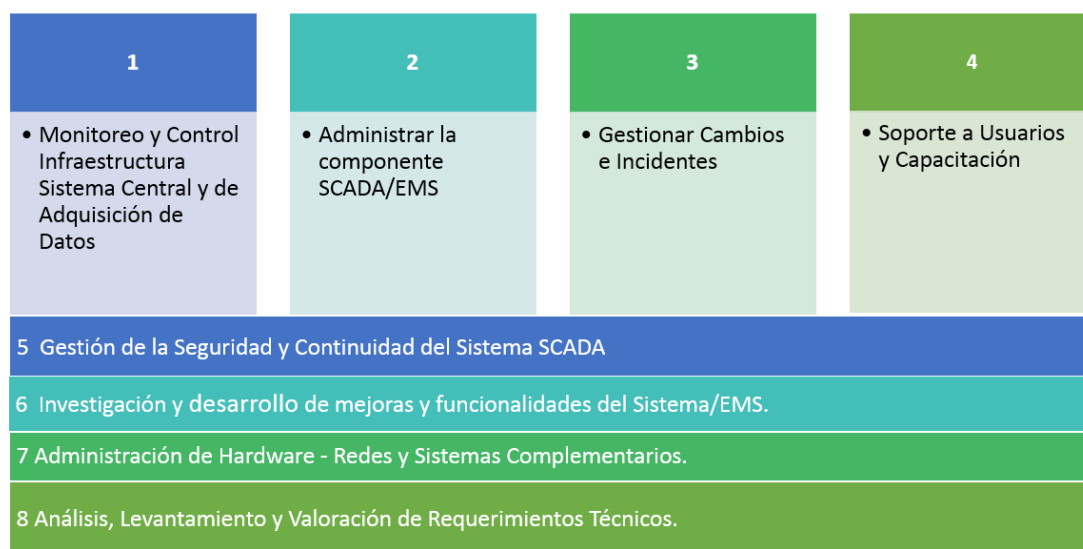 1
• Monitoreo y Control
Infraestructura
Sistema Central y de
Adquisición de
Datos
2
• Administrar la
componente
SCADA/EMS
3
• Gestionar Cambios
e Incidentes
4
• Soporte a Usuarios
y Capacitación
5 Gestión de la Seguridad y Continuidad del Sistema SCADA
6 Investigación y desarrollo de mejoras y funcionalidades del Sistema/EMS.
7 Administración de Hardware - Redes y Sistemas Complementarios.
8 Análisis, Levantamiento y Valoración de Requerimientos Técnicos.